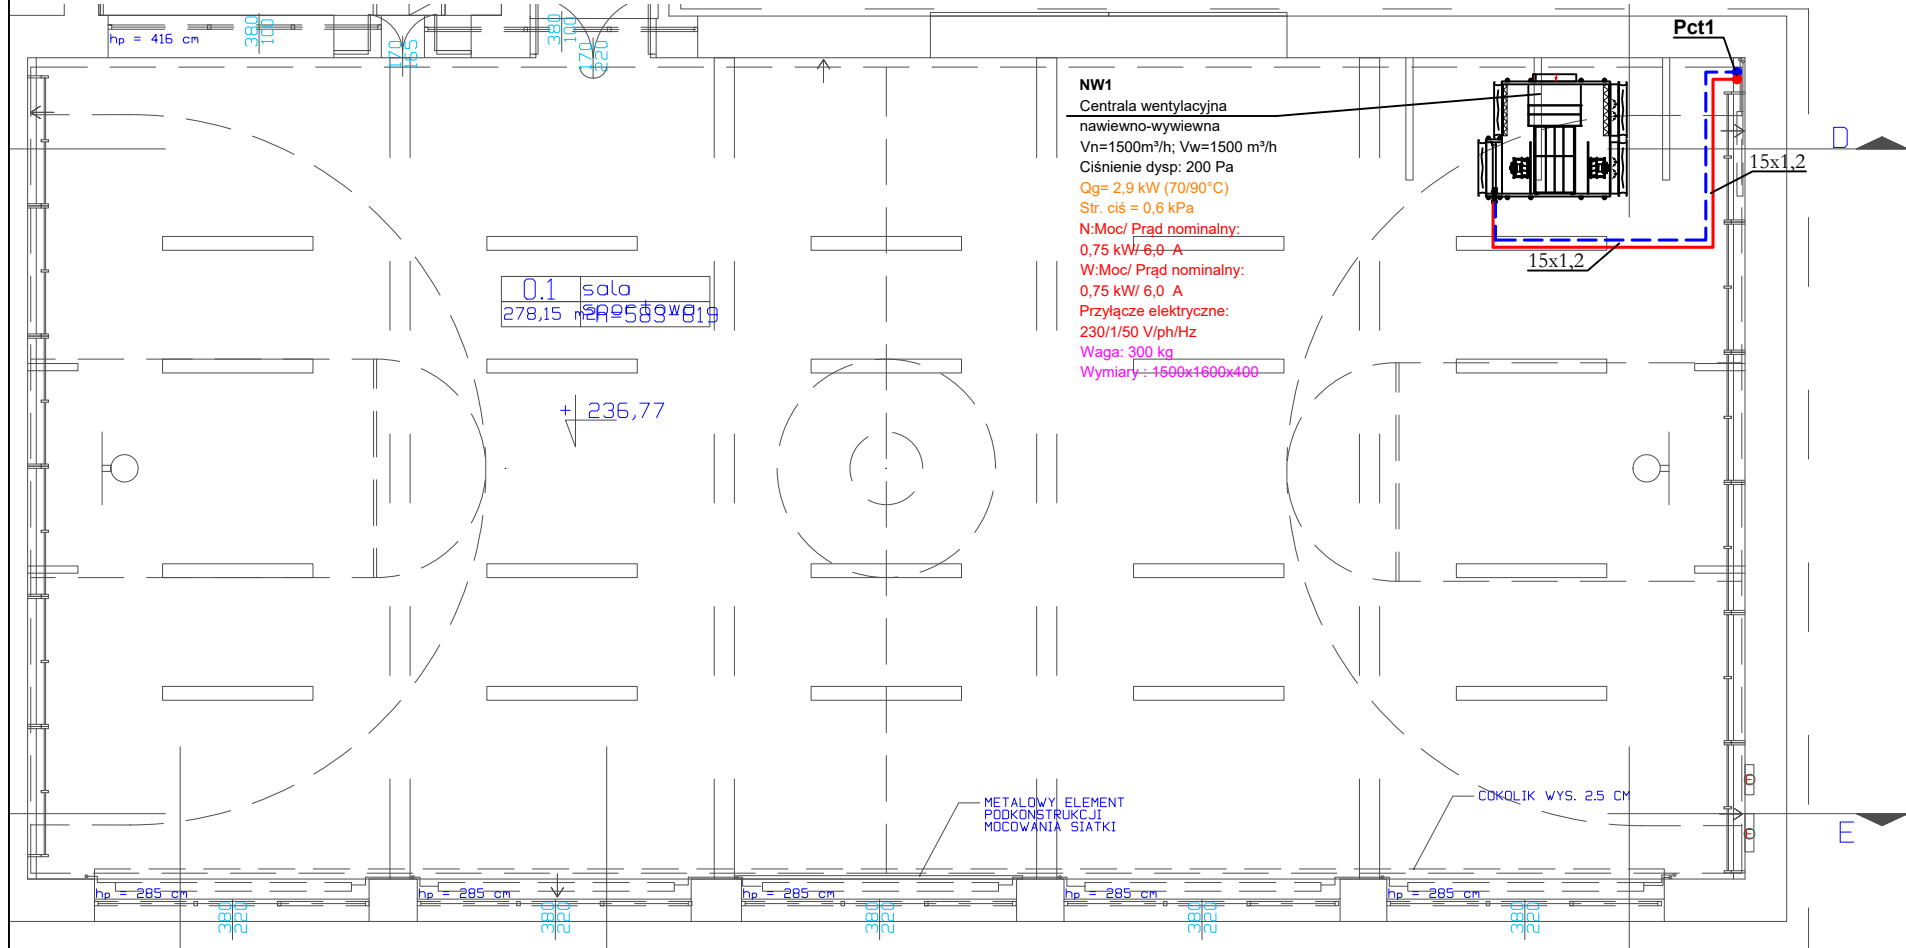 hp = 416 cm
380
100
170
165
380
100
170
220
Pct1
NW1
Centrala wentylacyjna
nawiewno-wywiewna
Vn=1500m³/h; Vw=1500 m³/h
Ciśnienie dysp: 200 Pa
Qg= 2,9 kW (70/90°C)
Str. ciś = 0,6 kPa
N:Moc/ Prąd nominalny:
0,75 kW/ 6,0 A
W:Moc/ Prąd nominalny:
0,75 kW/ 6,0 A
Przyłącze elektryczne:
230/1/50 V/ph/Hz
Waga: 300 kg
Wymiary : 1500x1600x400
D
15x1,2
15x1,2
0.1
sala
sportowa
278,15 m2
h=583-619
+ 236,77
METALOWY ELEMENT
PODKONSTRUKCJI
MOCOWANIA SIATKI
COKOLIK WYS. 2.5 CM
E
hp = 285 cm
hp = 285 cm
hp = 285 cm
hp = 285 cm
hp = 285 cm
380
220
380
220
380
220
380
220
380
220